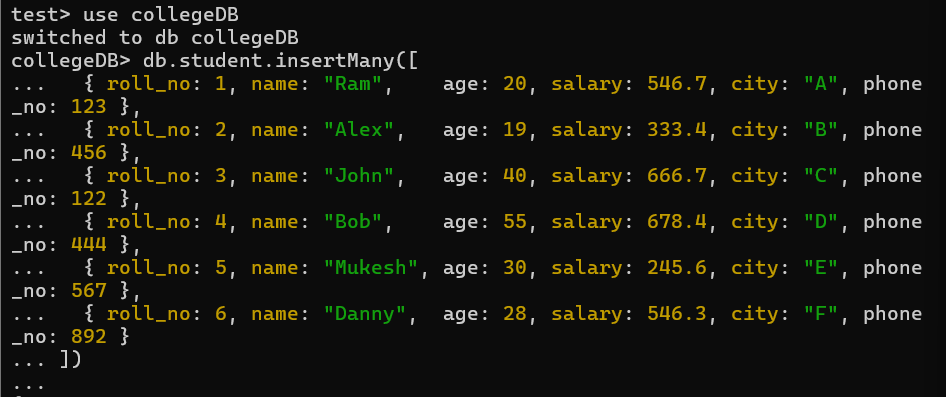 test> use collegeDB
switched to db collegeDB
collegeDB> db.student.insertMany([
...   { roll_no: 1, name: "Ram",    age: 20, salary: 546.7, city: "A", phone
_no: 123 },
...   { roll_no: 2, name: "Alex",   age: 19, salary: 333.4, city: "B", phone
_no: 456 },
...   { roll_no: 3, name: "John",   age: 40, salary: 666.7, city: "C", phone
_no: 122 },
...   { roll_no: 4, name: "Bob",    age: 55, salary: 678.4, city: "D", phone
_no: 444 },
...   { roll_no: 5, name: "Mukesh", age: 30, salary: 245.6, city: "E", phone
_no: 567 },
...   { roll_no: 6, name: "Danny",  age: 28, salary: 546.3, city: "F", phone
_no: 892 }
... ])
...